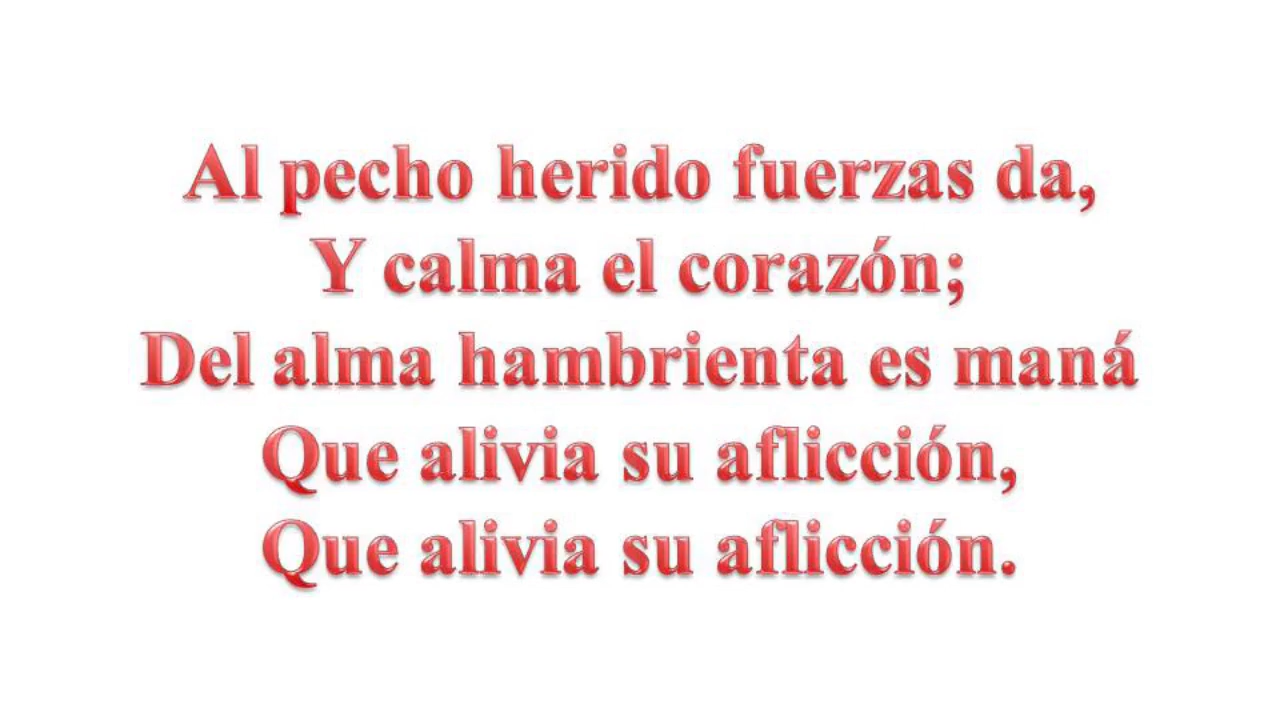 Al pecho herido fuerzas da,
Y calma el corazón;
Del alma hambrienta es maná
Que alivia su aflicción,
Que alivia su aflicción.